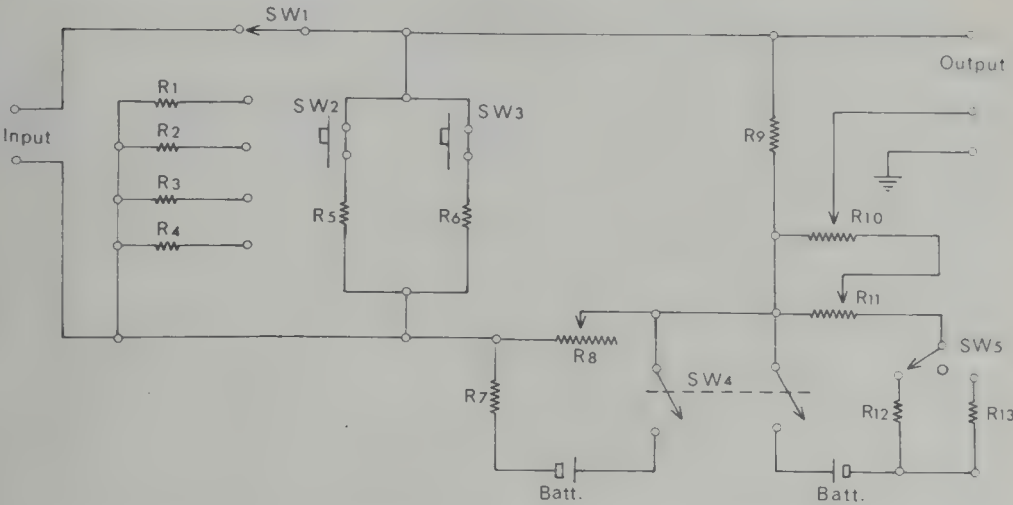 SW1
Output
R1
SW2
SW3
Input
R2
R9
R3
R5
R6
R10
R4
R11
R8
SW5
SW4
R7
R12
R13
Batt.
Batt.